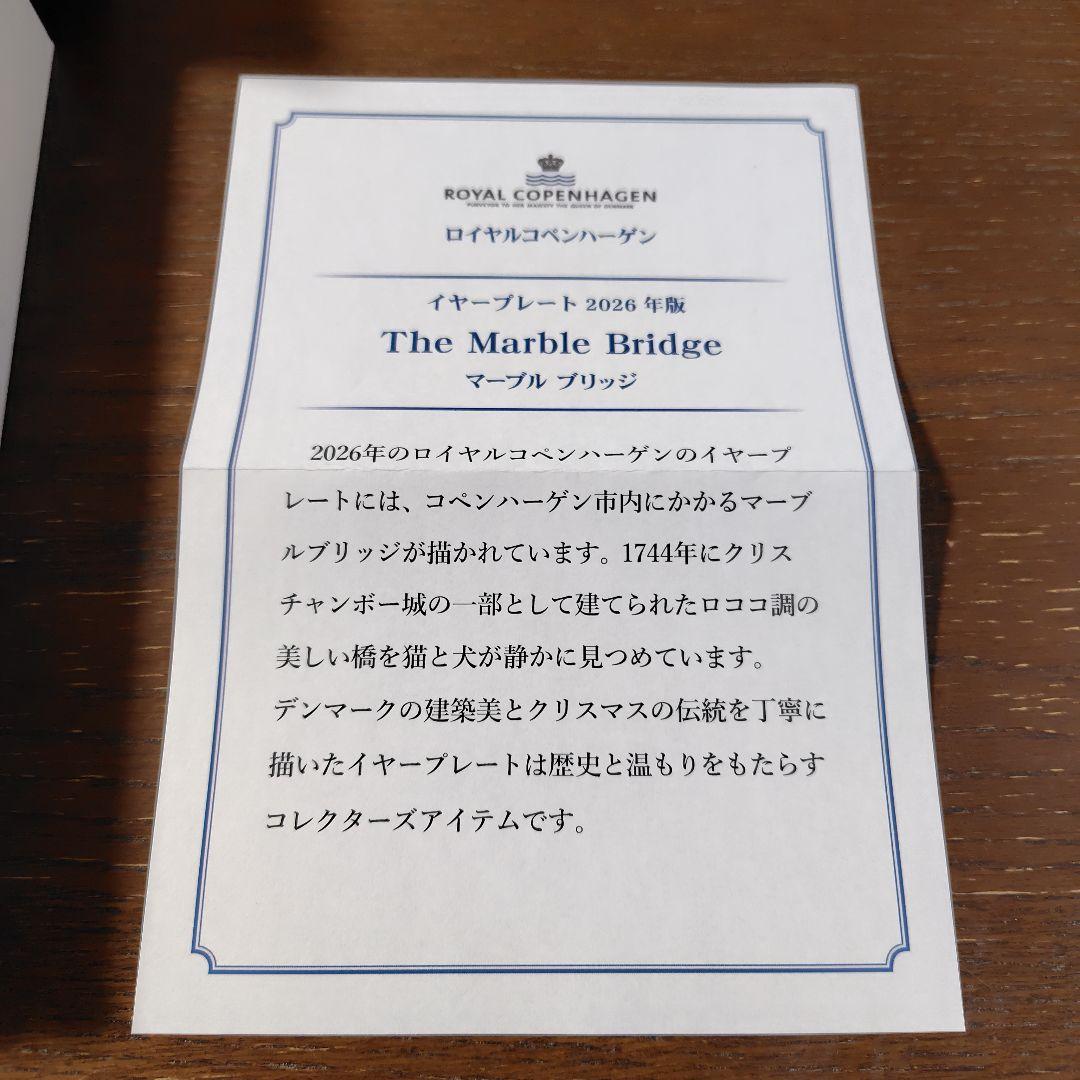 ROYAL COPENHAGEN
PURVEYOR TO HER MAJESTY THE QUEEN OF DENMARK
ロイヤルコペンハーゲン
イヤープレート 2026 年版
The Marble Bridge
マーブル ブリッジ
2026年のロイヤルコペンハーゲンのイヤープ
レートには、コペンハーゲン市内にかかるマーブ
ルブリッジが描かれています。1744年にクリス
チャンボー城の一部として建てられたロココ調の
美しい橋を猫と犬が静かに見つめています。
デンマークの建築美とクリスマスの伝統を丁寧に
描いたイヤープレートは歴史と温もりをもたらす
コレクターズアイテムです。